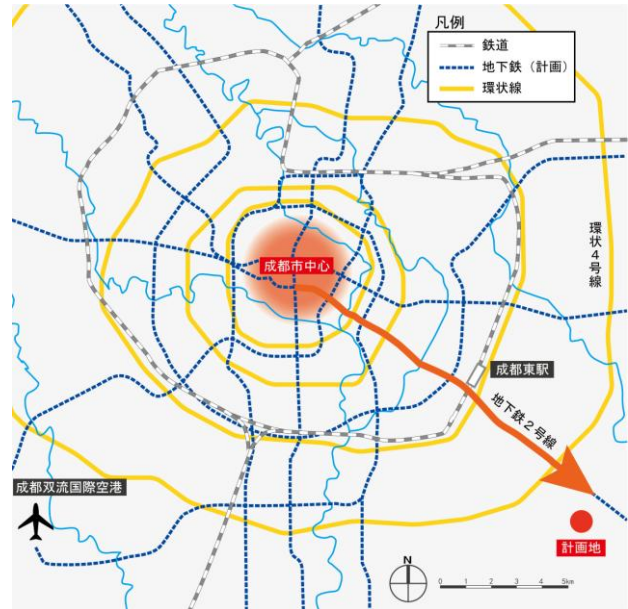 凡例
鉄道
地下鉄（計画）
環状線
成都市中心
環状4号線
成都東駅
地下鉄2号線
成都双流国際空港
計画地
N
0 1 2 3 4 5km